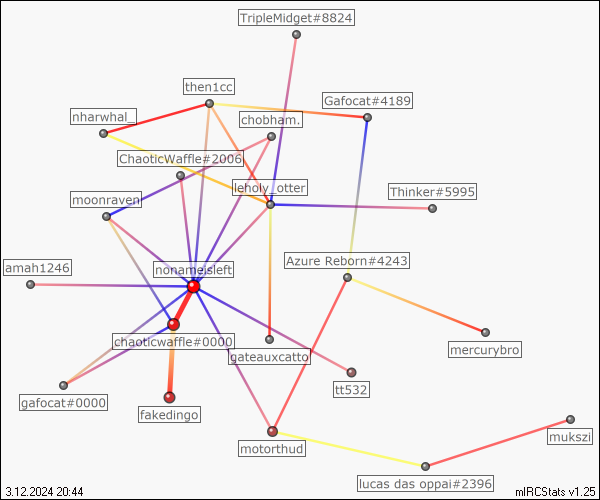 TripleMidget#8824
then1cc
Gafocat#4189
nharwhal_
chobham.
ChaoticWaffle#2006
leholy_otter
Thinker#5995
moonraven
Azure Reborn#4243
amah1246
nonameisleft
chaoticwaffle#0000
gateauxcatto
mercurybro
tt532
gafocat#0000
fakedingo
motorthud
mukszi
lucas das oppai#2396
3.12.2024 20:44
mIRCStats v1.25